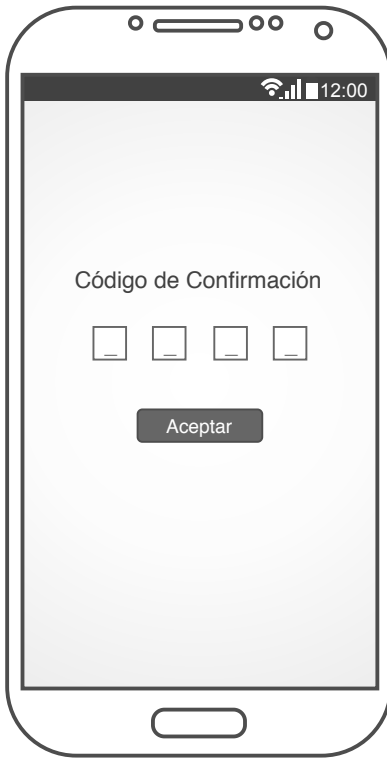 12:00
Código de Confirmación
_ _ _ _
Aceptar